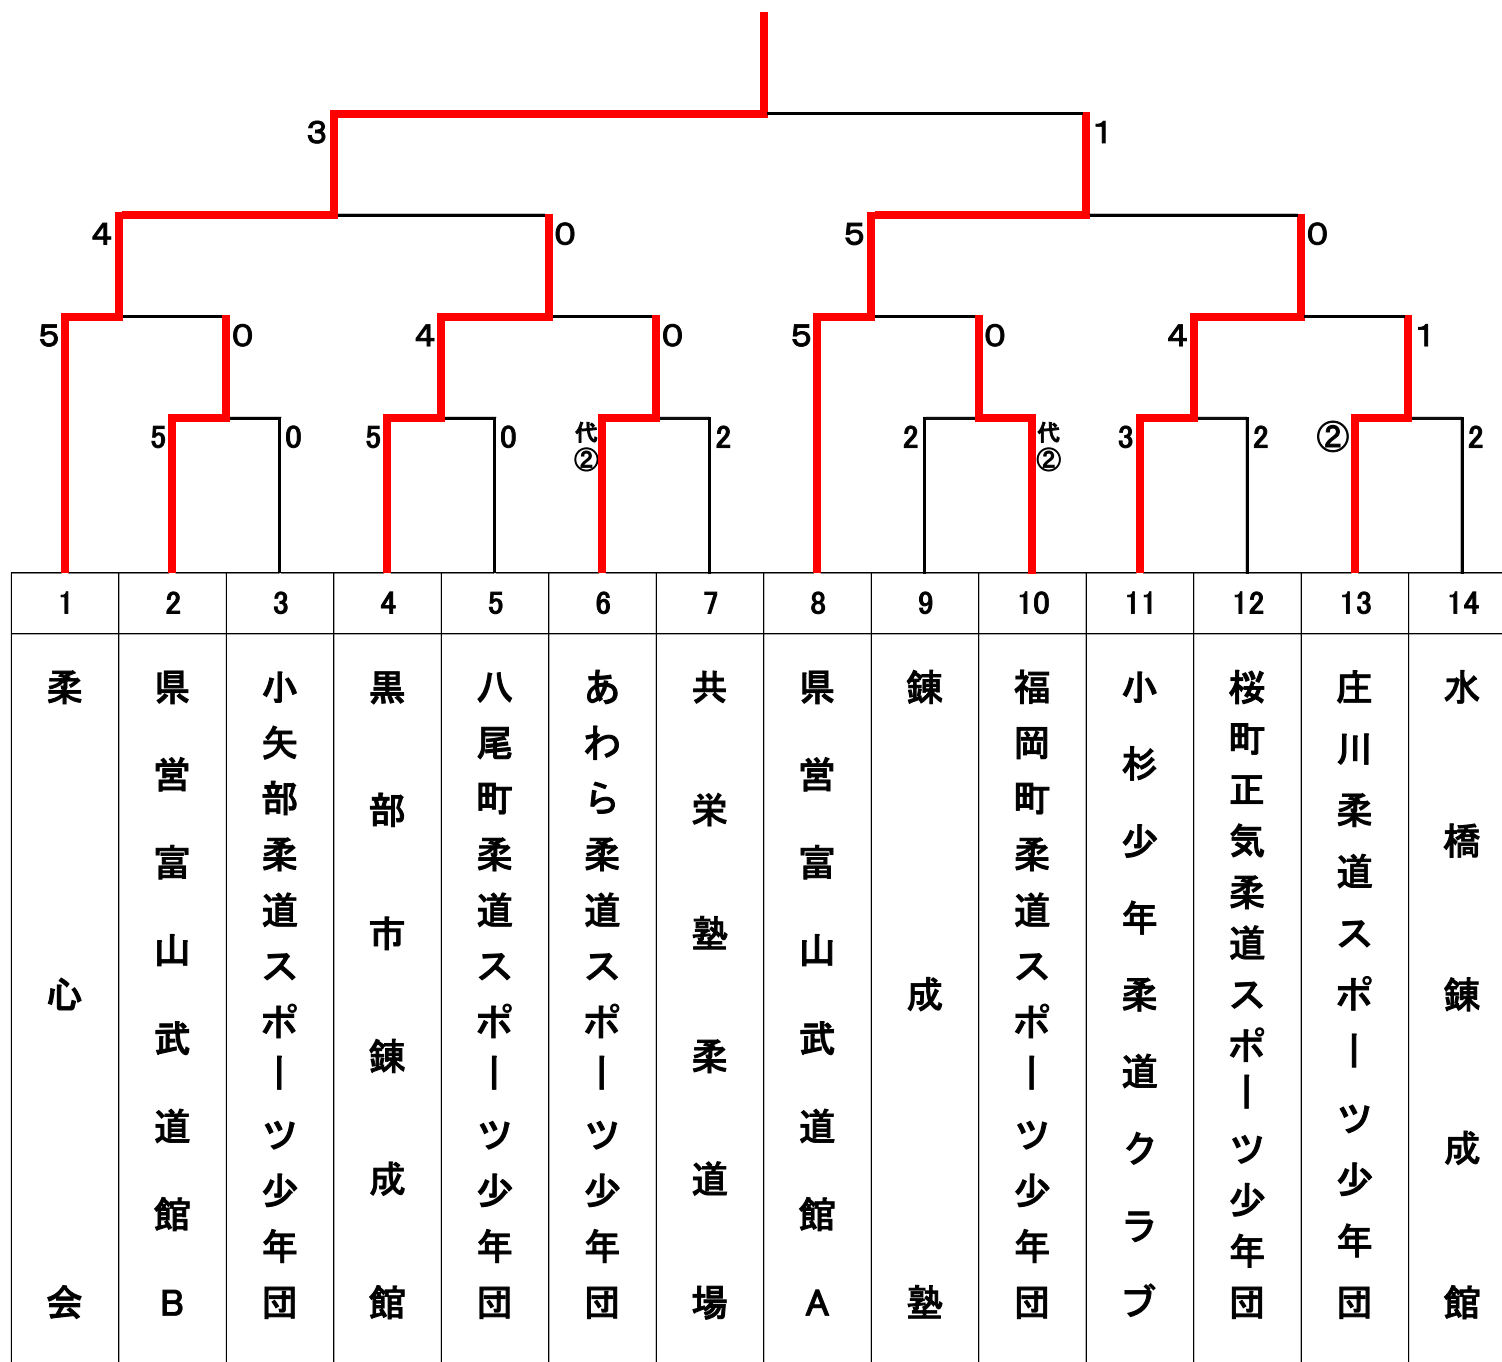 3 1
4 0 5 0
5 0 4 0 5 0 4 1
5 0 5 0 代② 2 2 代② 3 2 ② 2
1 2 3 4 5 6 7 8 9 10 11 12 13 14
柔心会
県営富山武道館B
小矢部柔道スポーツ少年団
黒部市錬成館
八尾町柔道スポーツ少年団
あわら柔道スポーツ少年団
共栄塾柔道場
県営富山武道館A
錬成塾
福岡町柔道スポーツ少年団
小杉少年柔道クラブ
桜町正気柔道スポーツ少年団
庄川柔道スポーツ少年団
水橋錬成館